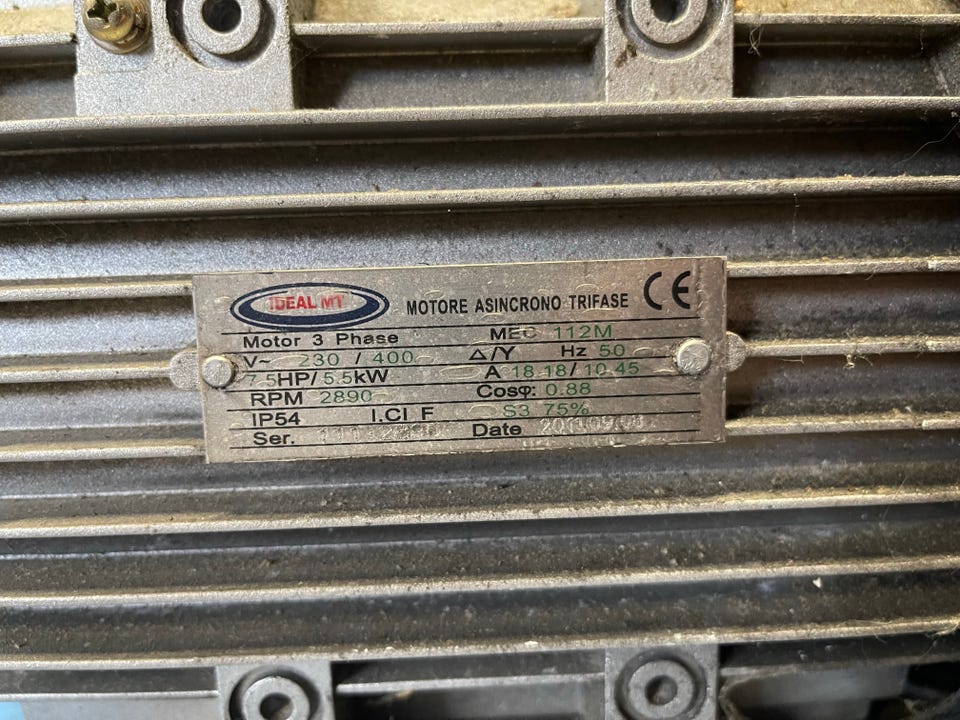 IDEAL MT
MOTORE ASINCRONO TRIFASE CE
Motor 3 Phase MEC 112M
V~ 230 / 400 Δ/Y Hz 50
7.5HP/5.5kW A 18.18/10.45
RPM 2890 Cosφ: 0.88
IP54 I.Cl F S3 75%
Ser. Date